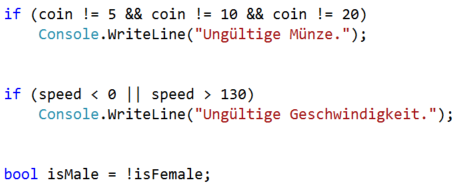 if (coin != 5 && coin != 10 && coin != 20)
    Console.WriteLine("Ungültige Münze.");
if (speed < 0 || speed > 130)
    Console.WriteLine("Ungültige Geschwindigkeit.");
bool isMale = !isFemale;